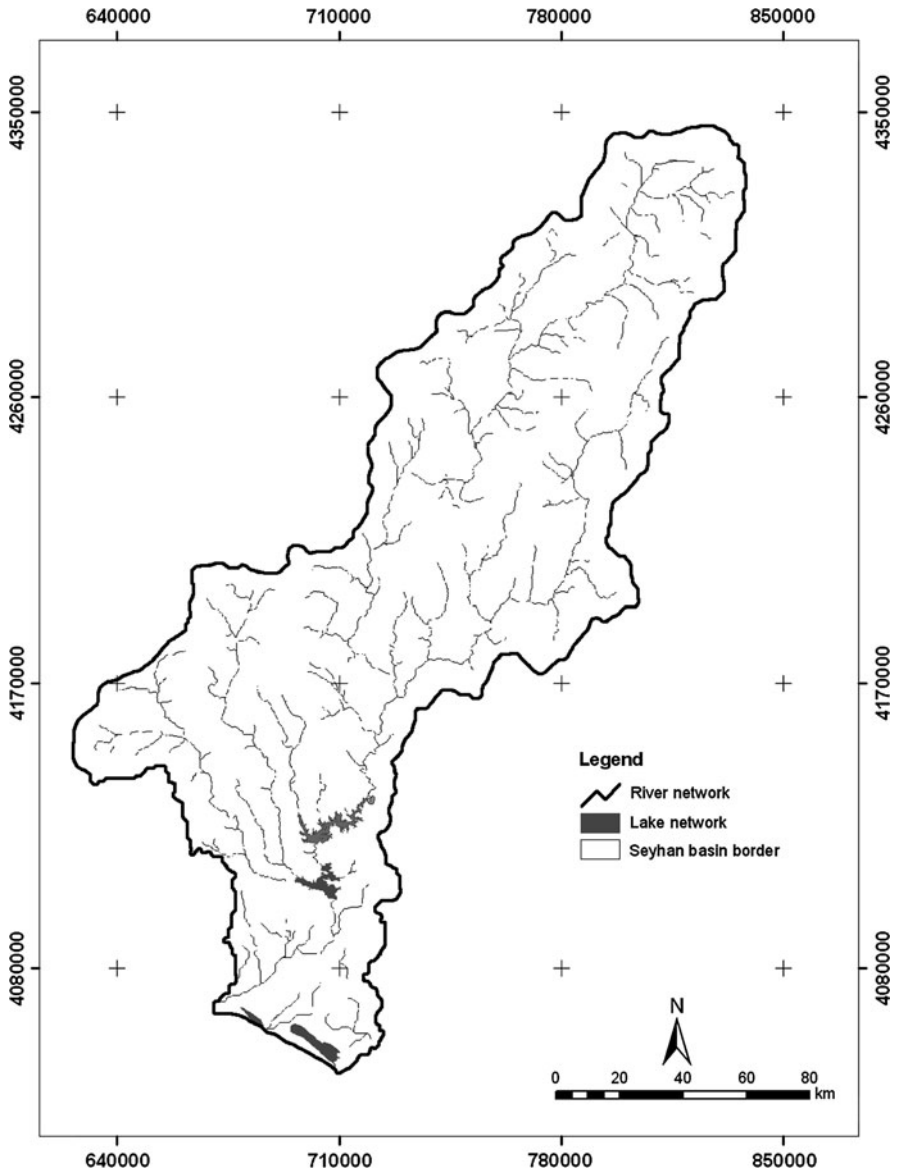 640000 710000 780000 850000
4350000 4350000
4260000 4260000
4170000 4170000
Legend
River network
Lake network
Seyhan basin border
4080000 4080000
N
0 20 40 60 80
km
640000 710000 780000 850000